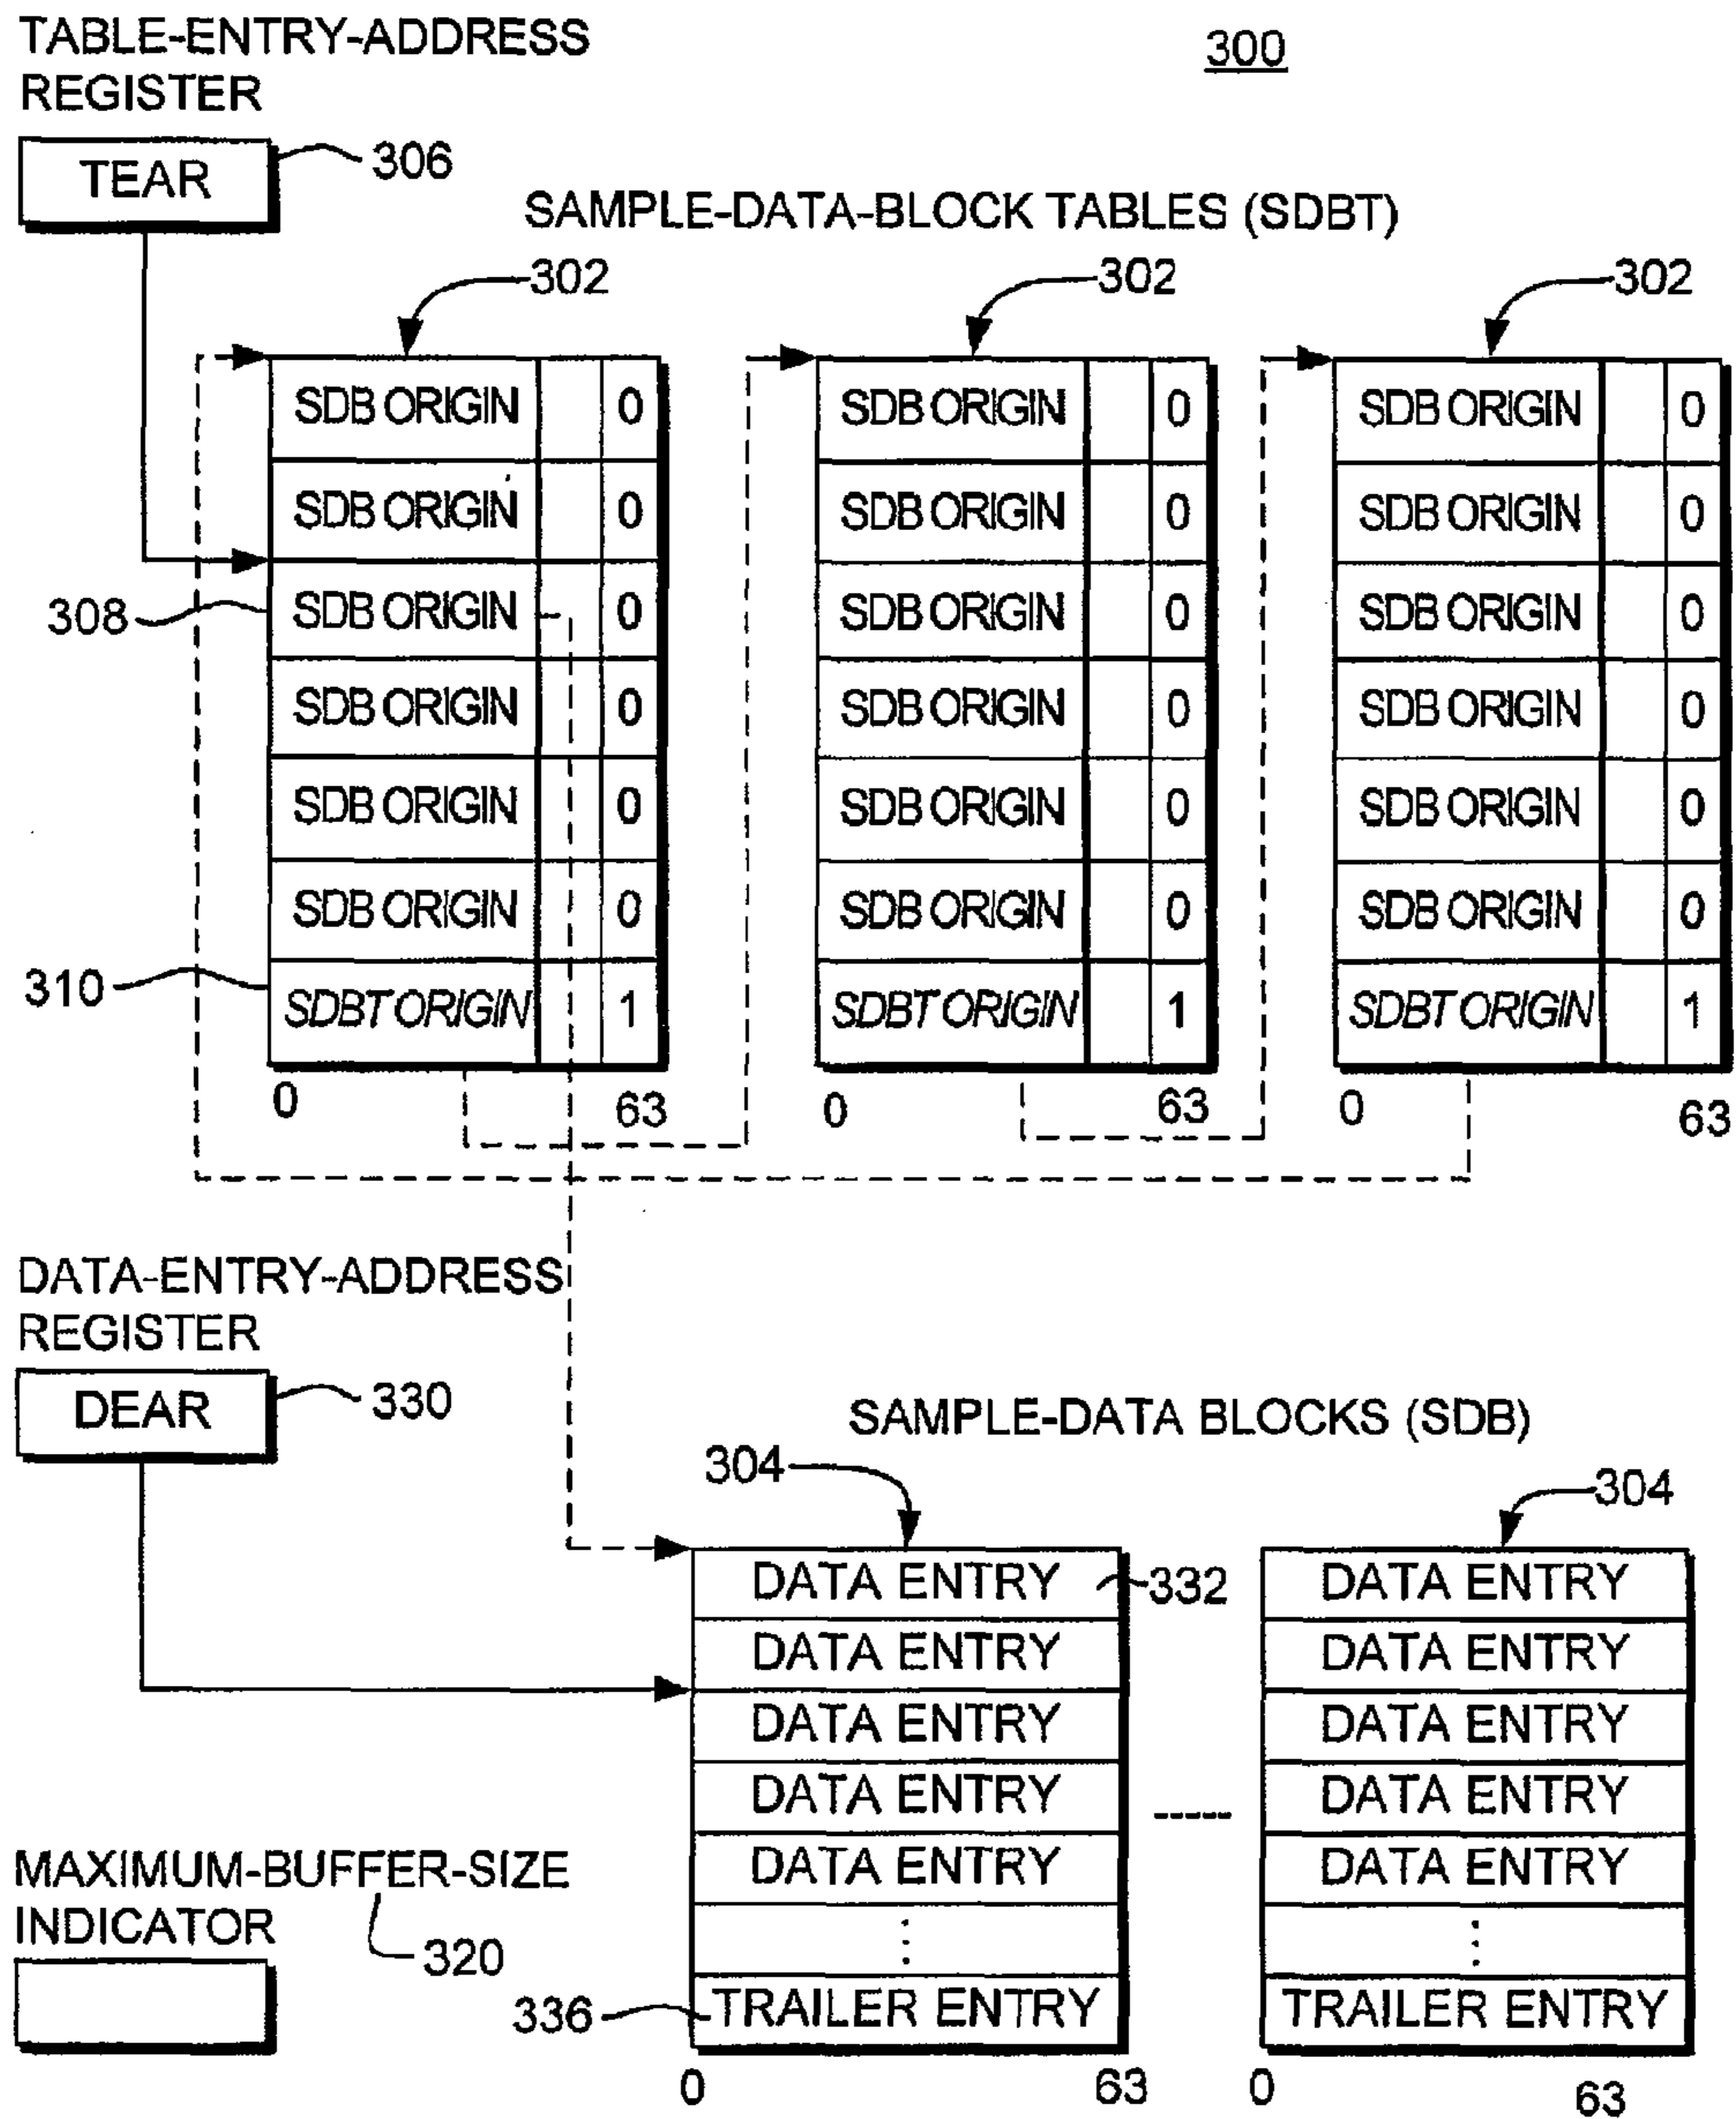 TABLE-ENTRY-ADDRESS
REGISTER
300
TEAR
306
SAMPLE-DATA-BLOCK TABLES (SDBT)
302 302 302
SDB ORIGIN 0 SDB ORIGIN 0 SDB ORIGIN 0
SDB ORIGIN 0 SDB ORIGIN 0 SDB ORIGIN 0
308 SDB ORIGIN 0 SDB ORIGIN 0 SDB ORIGIN 0
SDB ORIGIN 0 SDB ORIGIN 0 SDB ORIGIN 0
SDB ORIGIN 0 SDB ORIGIN 0 SDB ORIGIN 0
SDB ORIGIN 0 SDB ORIGIN 0 SDB ORIGIN 0
310 SDBT ORIGIN 1 SDBT ORIGIN 1 SDBT ORIGIN 1
0 63 0 63 0 63
DATA-ENTRY-ADDRESS
REGISTER
DEAR
330
SAMPLE-DATA BLOCKS (SDB)
304 304
DATA ENTRY 332 DATA ENTRY
DATA ENTRY DATA ENTRY
DATA ENTRY DATA ENTRY
DATA ENTRY DATA ENTRY
DATA ENTRY DATA ENTRY
MAXIMUM-BUFFER-SIZE
INDICATOR
320
336 TRAILER ENTRY TRAILER ENTRY
0 63 0 63